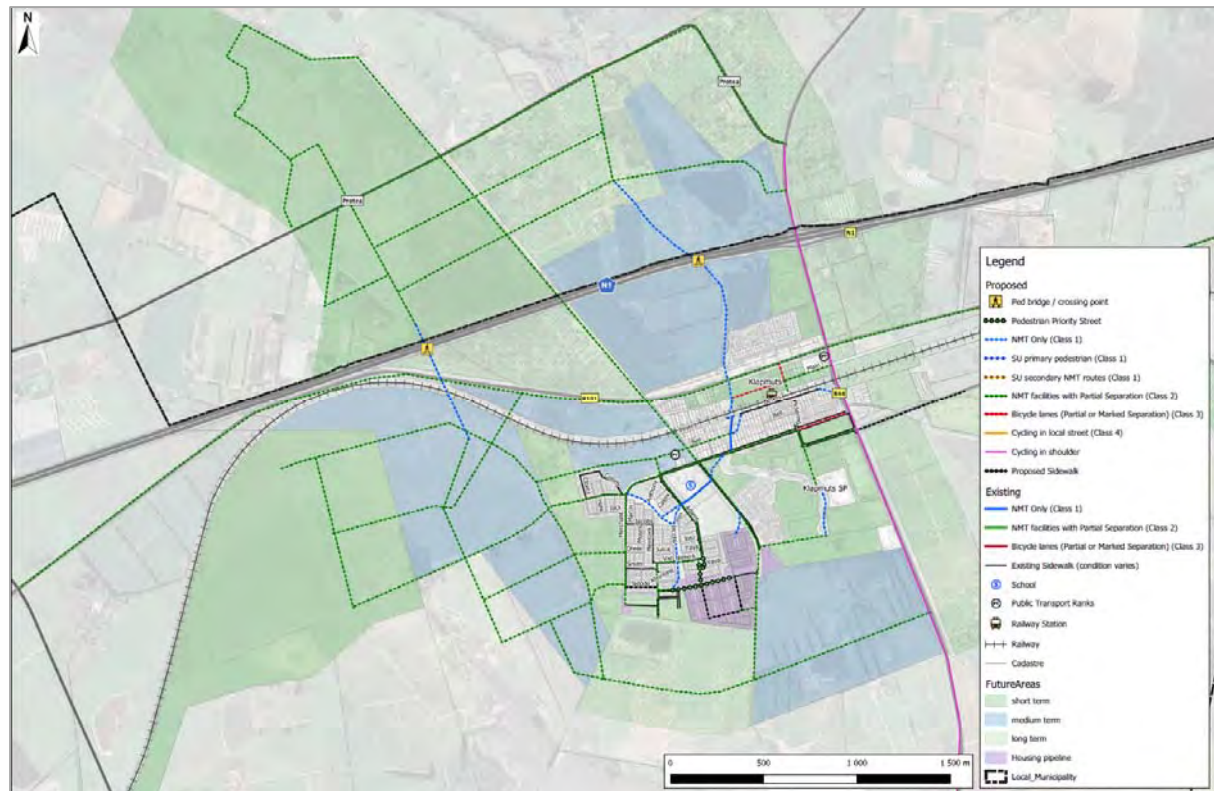 N
Protea
Protea
N1
N1
R101
Klapmuts
R44
Klapmuts SP
Legend
Proposed
Ped bridge / crossing point
Pedestrian Priority Street
NMT Only (Class 1)
SU primary pedestrian (Class 1)
SU secondary NMT routes (Class 1)
NMT facilities with Partial Separation (Class 2)
Bicycle lanes (Partial or Marked Separation) (Class 3)
Cycling in local street (Class 4)
Cycling in shoulder
Proposed Sidewalk
Existing
NMT Only (Class 1)
NMT facilities with Partial Separation (Class 2)
Bicycle lanes (Partial or Marked Separation) (Class 3)
Existing Sidewalk (condition varies)
School
Public Transport Ranks
Railway Station
Railway
Cadastre
FutureAreas
short term
medium term
long term
Housing pipeline
Local_Municipality
0 500 1 000 1 500 m